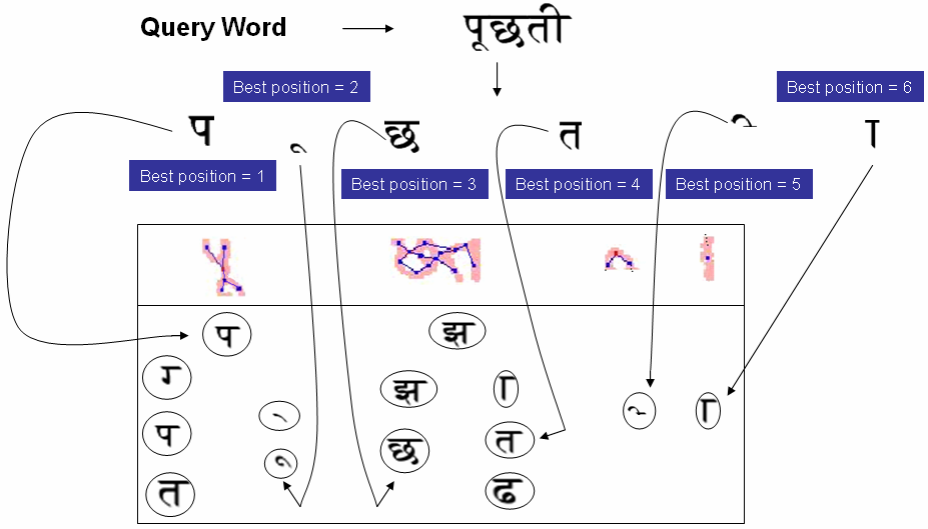 Query Word पूछती
Best position = 2
Best position = 6
प ू छ त ी ा
Best position = 1
Best position = 3
Best position = 4
Best position = 5
प झ
झ ा
प छ त
त ढ